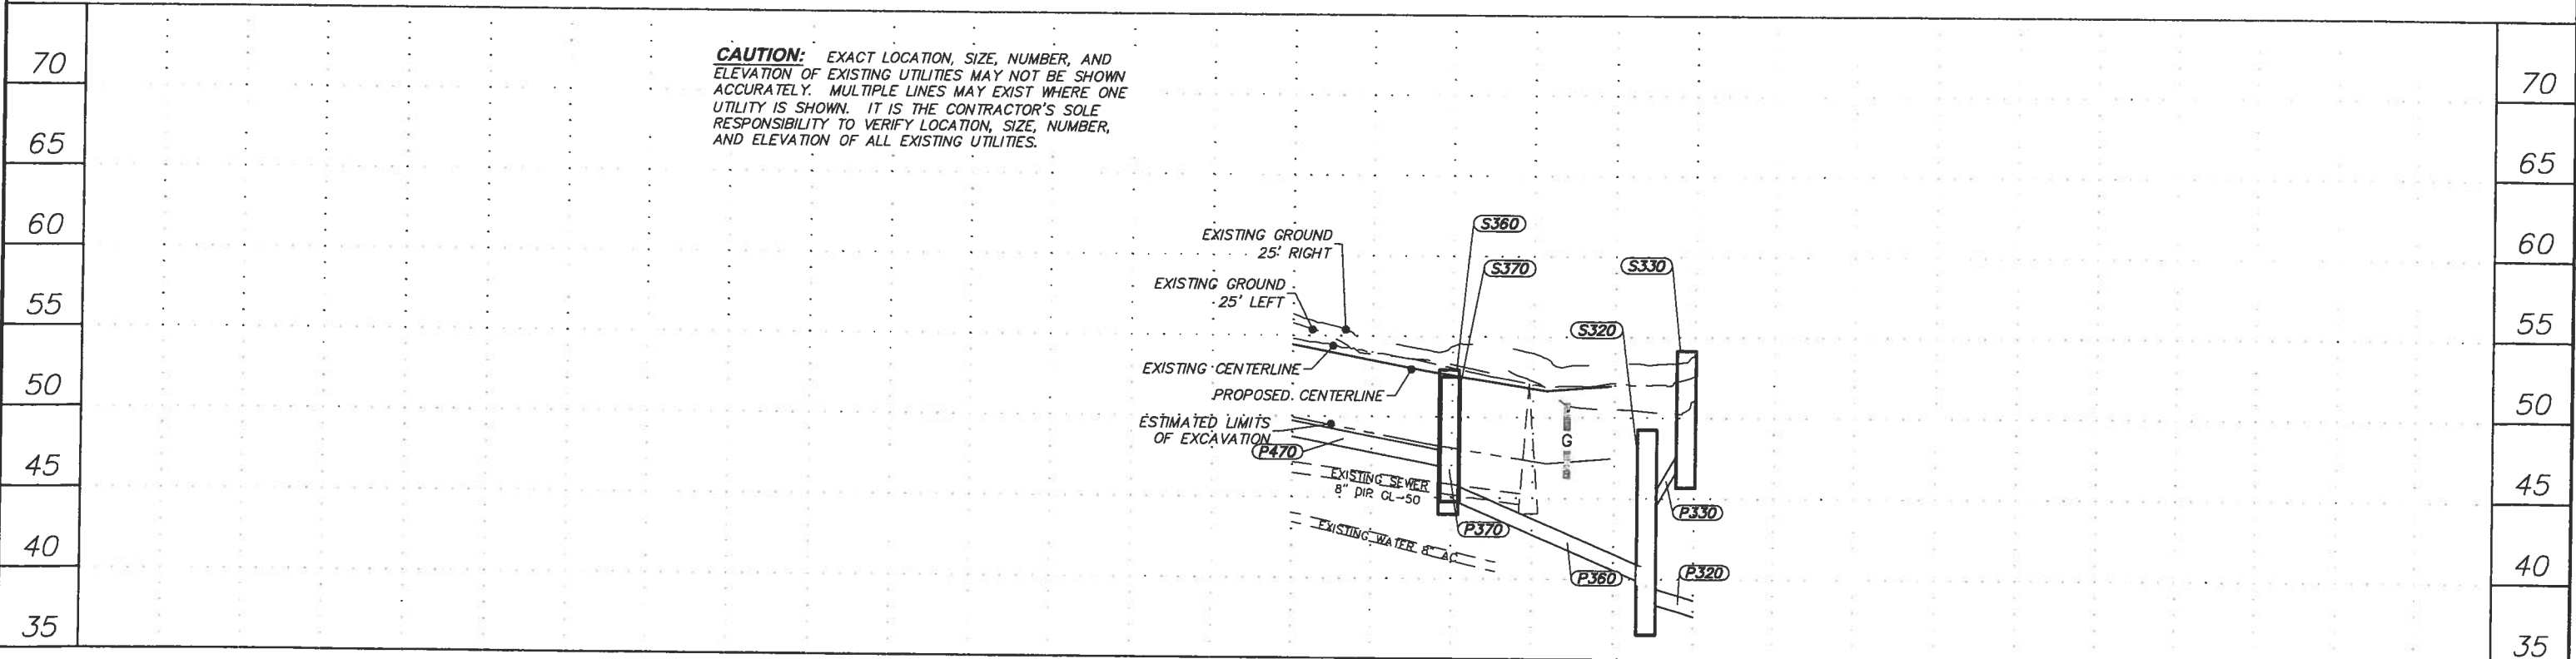 CAUTION: EXACT LOCATION, SIZE, NUMBER, AND
ELEVATION OF EXISTING UTILITIES MAY NOT BE SHOWN
ACCURATELY. MULTIPLE LINES MAY EXIST WHERE ONE
UTILITY IS SHOWN. IT IS THE CONTRACTOR'S SOLE
RESPONSIBILITY TO VERIFY LOCATION, SIZE, NUMBER,
AND ELEVATION OF ALL EXISTING UTILITIES.
70
65
60
55
50
45
40
35
EXISTING GROUND
25' RIGHT
EXISTING GROUND
25' LEFT
EXISTING CENTERLINE
PROPOSED CENTERLINE
ESTIMATED LIMITS
OF EXCAVATION
P470
EXISTING SEWER
8" DIP CL-50
EXISTING WATER 8" AC
S360
S370
S330
S320
G
P370
P330
P360
P320
70
65
60
55
50
45
40
35